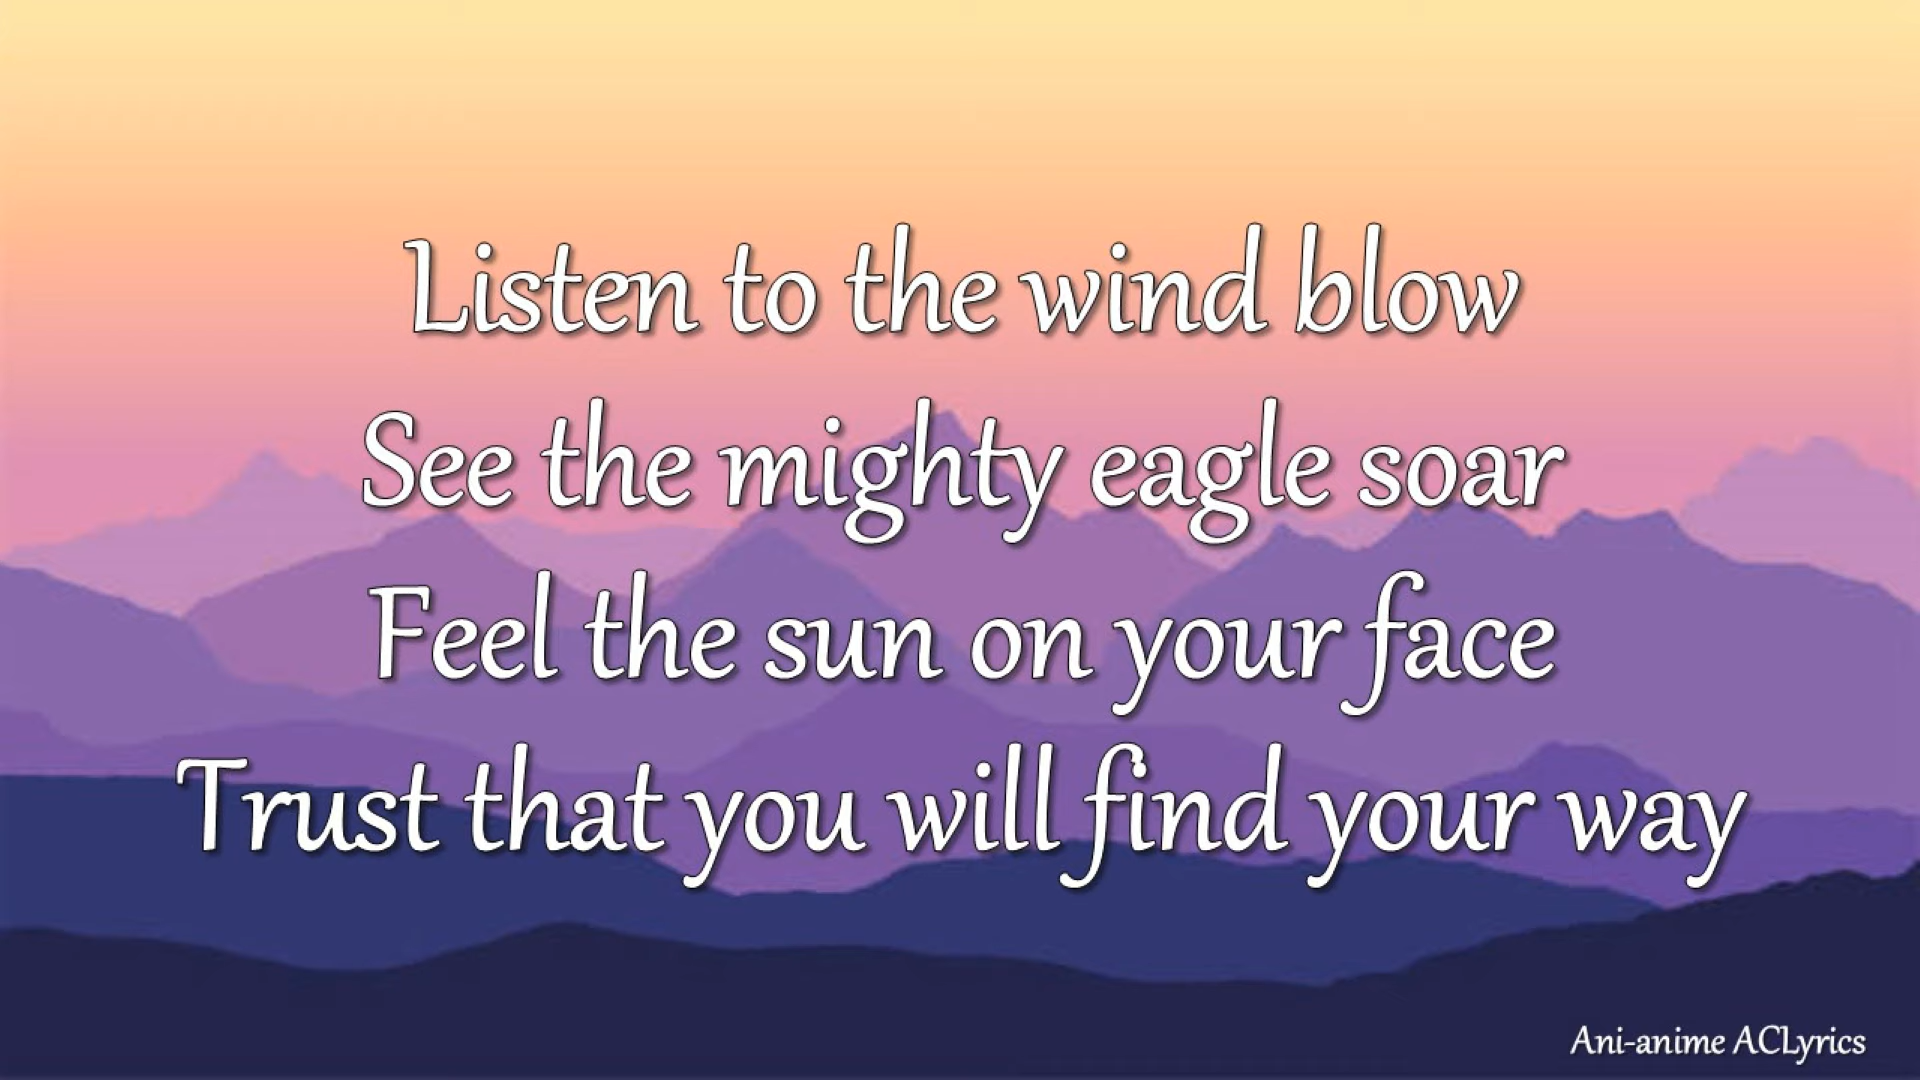 Listen to the wind blow
See the mighty eagle soar
Feel the sun on your face
Trust that you will find your way
Ani-anime ACLyrics